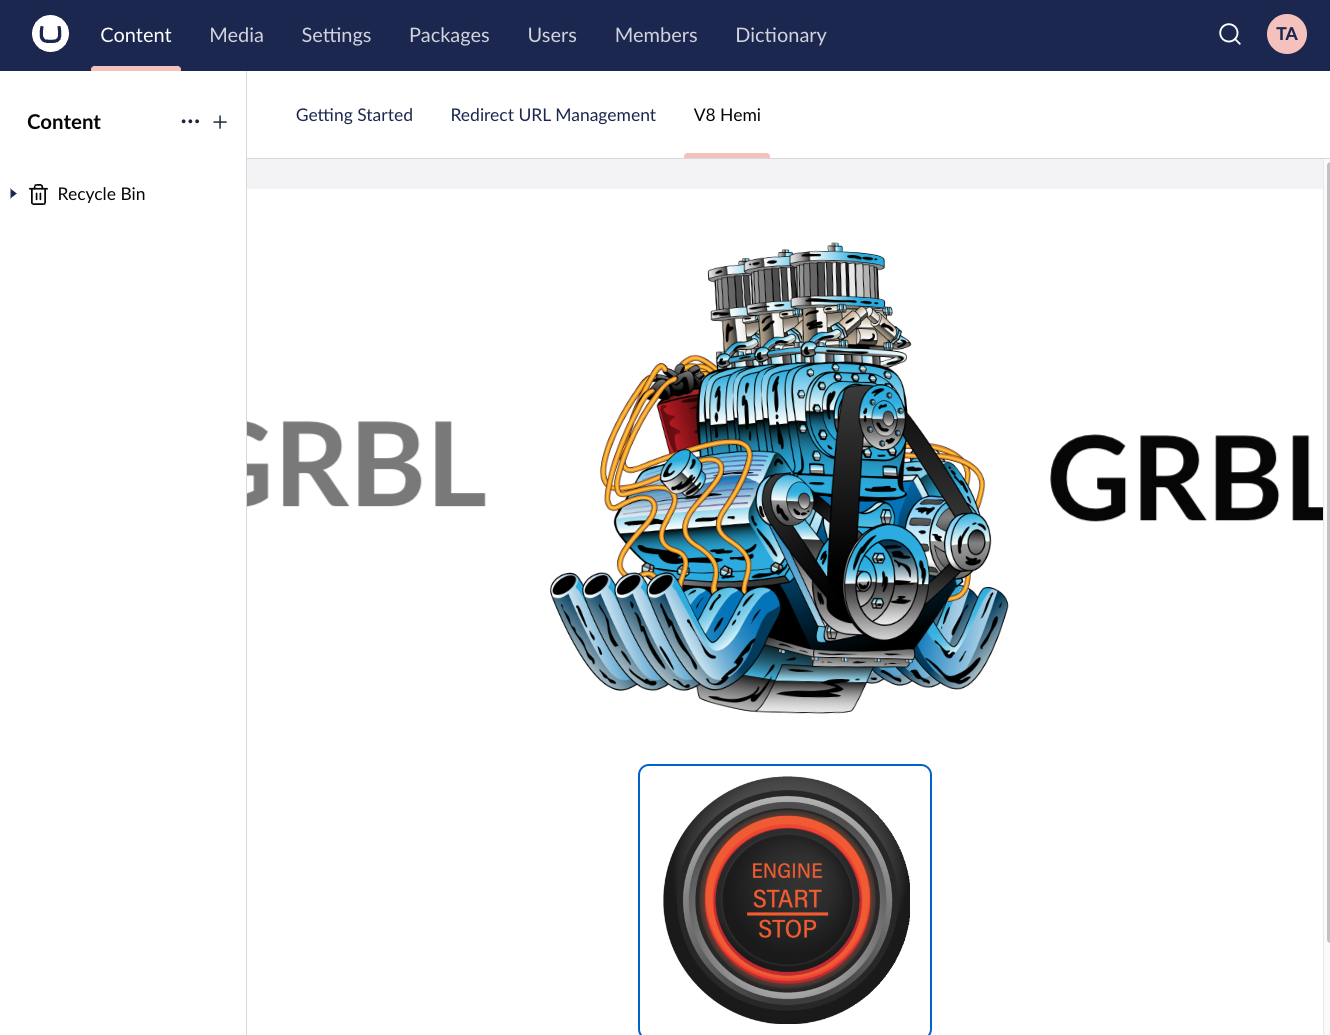 Content Media Settings Packages Users Members Dictionary TA
Content
Getting Started Redirect URL Management V8 Hemi
Recycle Bin
GRBL GRBL
ENGINE
START
STOP